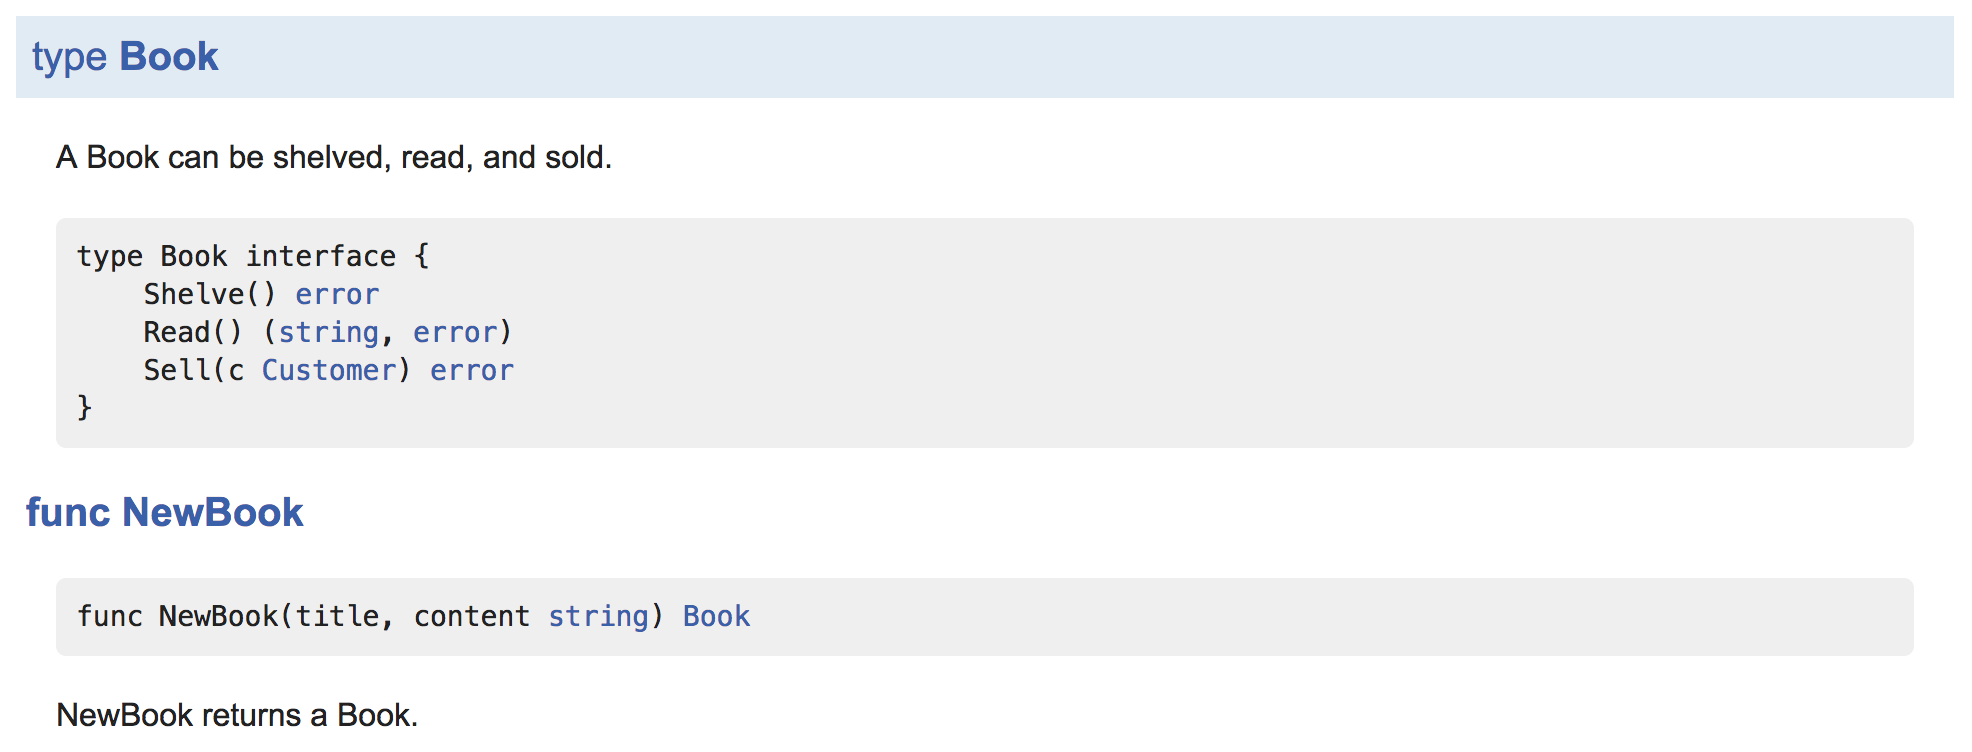 type Book
A Book can be shelved, read, and sold.
type Book interface {
    Shelve() error
    Read() (string, error)
    Sell(c Customer) error
}
func NewBook
func NewBook(title, content string) Book
NewBook returns a Book.